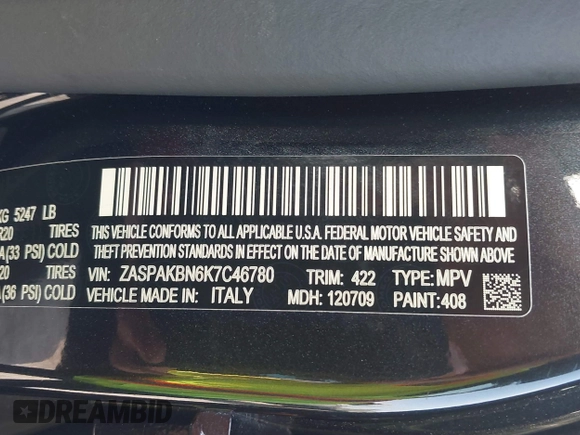 KG 5247 LB
R20 TIRES
A(33 PSI) COLD
20 TIRES
A(36 PSI) COLD
THIS VEHICLE CONFORMS TO ALL APPLICABLE U.S.A. FEDERAL MOTOR VEHICLE SAFETY AND
THEFT PREVENTION STANDARDS IN EFFECT ON THE DATE OF MANUFACTURE SHOWN ABOVE.
VIN: ZASPAKBN6K7C46780 TRIM: 422 TYPE: MPV
VEHICLE MADE IN: ITALY MDH: 120709 PAINT: 408
DREAMBID